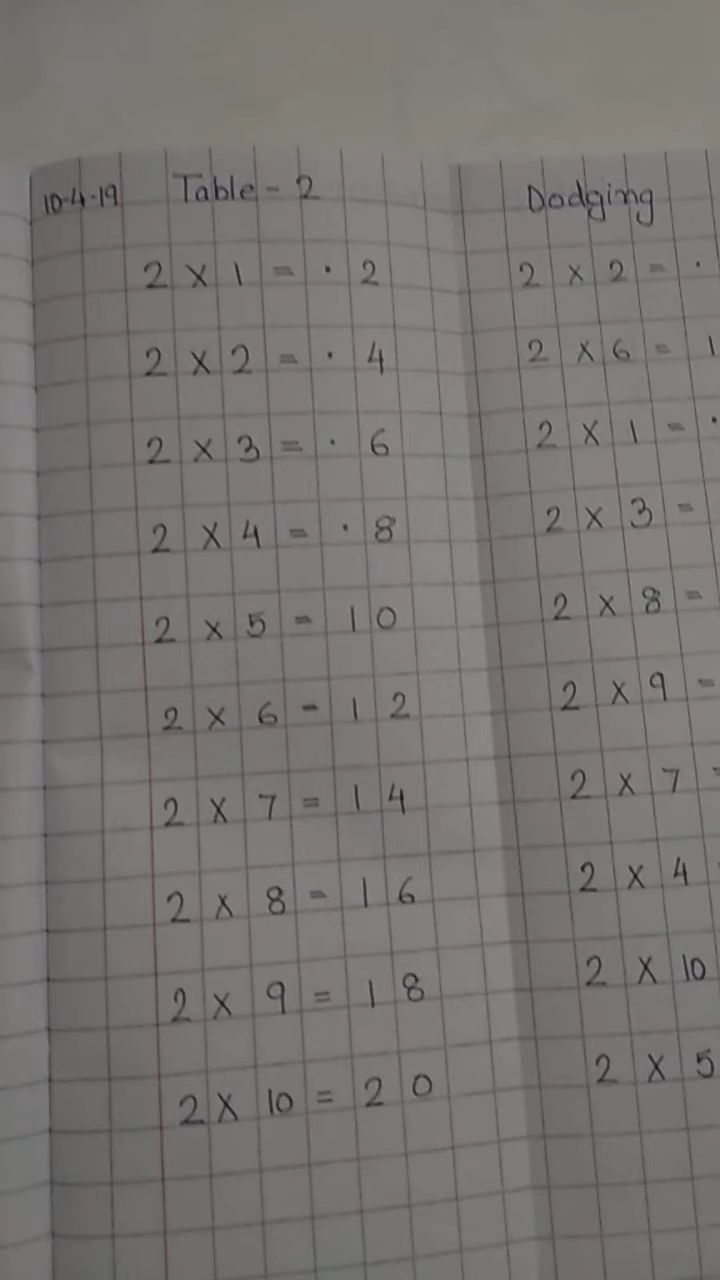 10-4-19 Table - 2
2 x 1 = · 2
2 x 2 = · 4
2 x 3 = · 6
2 x 4 = · 8
2 x 5 = 10
2 x 6 = 12
2 x 7 = 14
2 x 8 = 16
2 x 9 = 18
2 x 10 = 20
Dodging
2 x 2 = ·
2 x 6 = 1
2 x 1 = ·
2 x 3 =
2 x 8 =
2 x 9 =
2 x 7 =
2 x 4
2 x 10
2 x 5